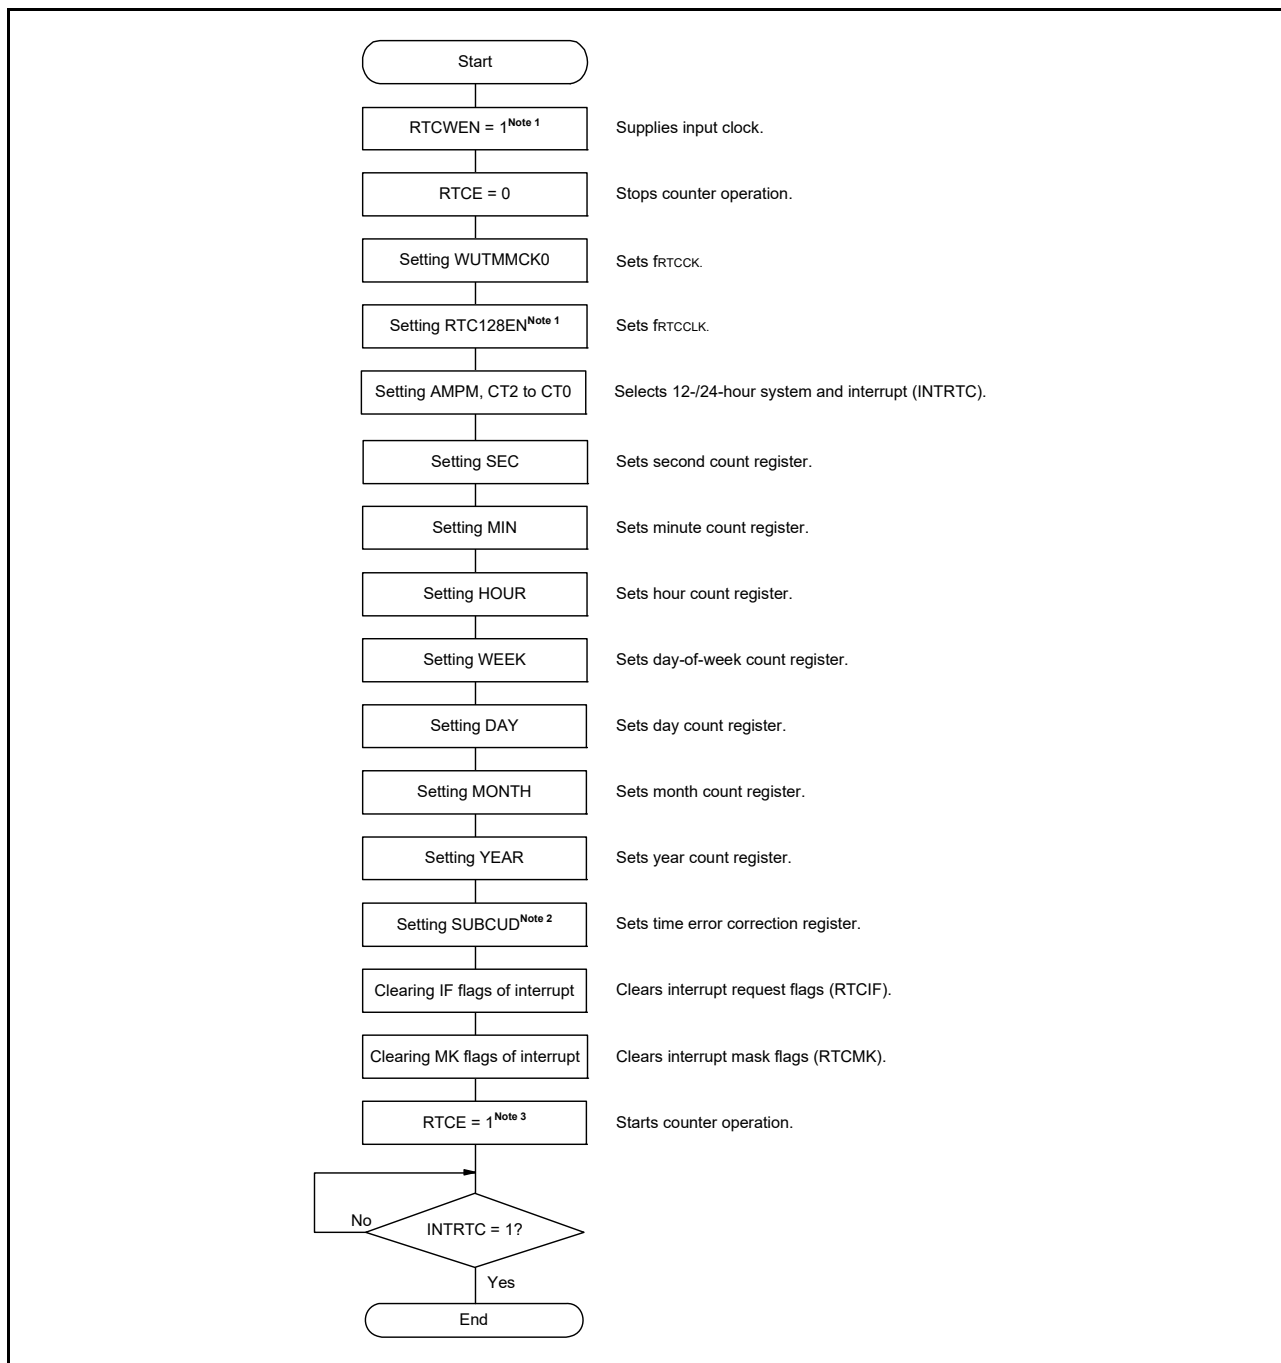 Start
RTCWEN = 1Note 1 Supplies input clock.
RTCE = 0 Stops counter operation.
Setting WUTMMCK0 Sets fRTCCK.
Setting RTC128ENNote 1 Sets fRTCCLK.
Setting AMPM, CT2 to CT0 Selects 12-/24-hour system and interrupt (INTRTC).
Setting SEC Sets second count register.
Setting MIN Sets minute count register.
Setting HOUR Sets hour count register.
Setting WEEK Sets day-of-week count register.
Setting DAY Sets day count register.
Setting MONTH Sets month count register.
Setting YEAR Sets year count register.
Setting SUBCUDNote 2 Sets time error correction register.
Clearing IF flags of interrupt Clears interrupt request flags (RTCIF).
Clearing MK flags of interrupt Clears interrupt mask flags (RTCMK).
RTCE = 1Note 3 Starts counter operation.
No
INTRTC = 1?
Yes
End